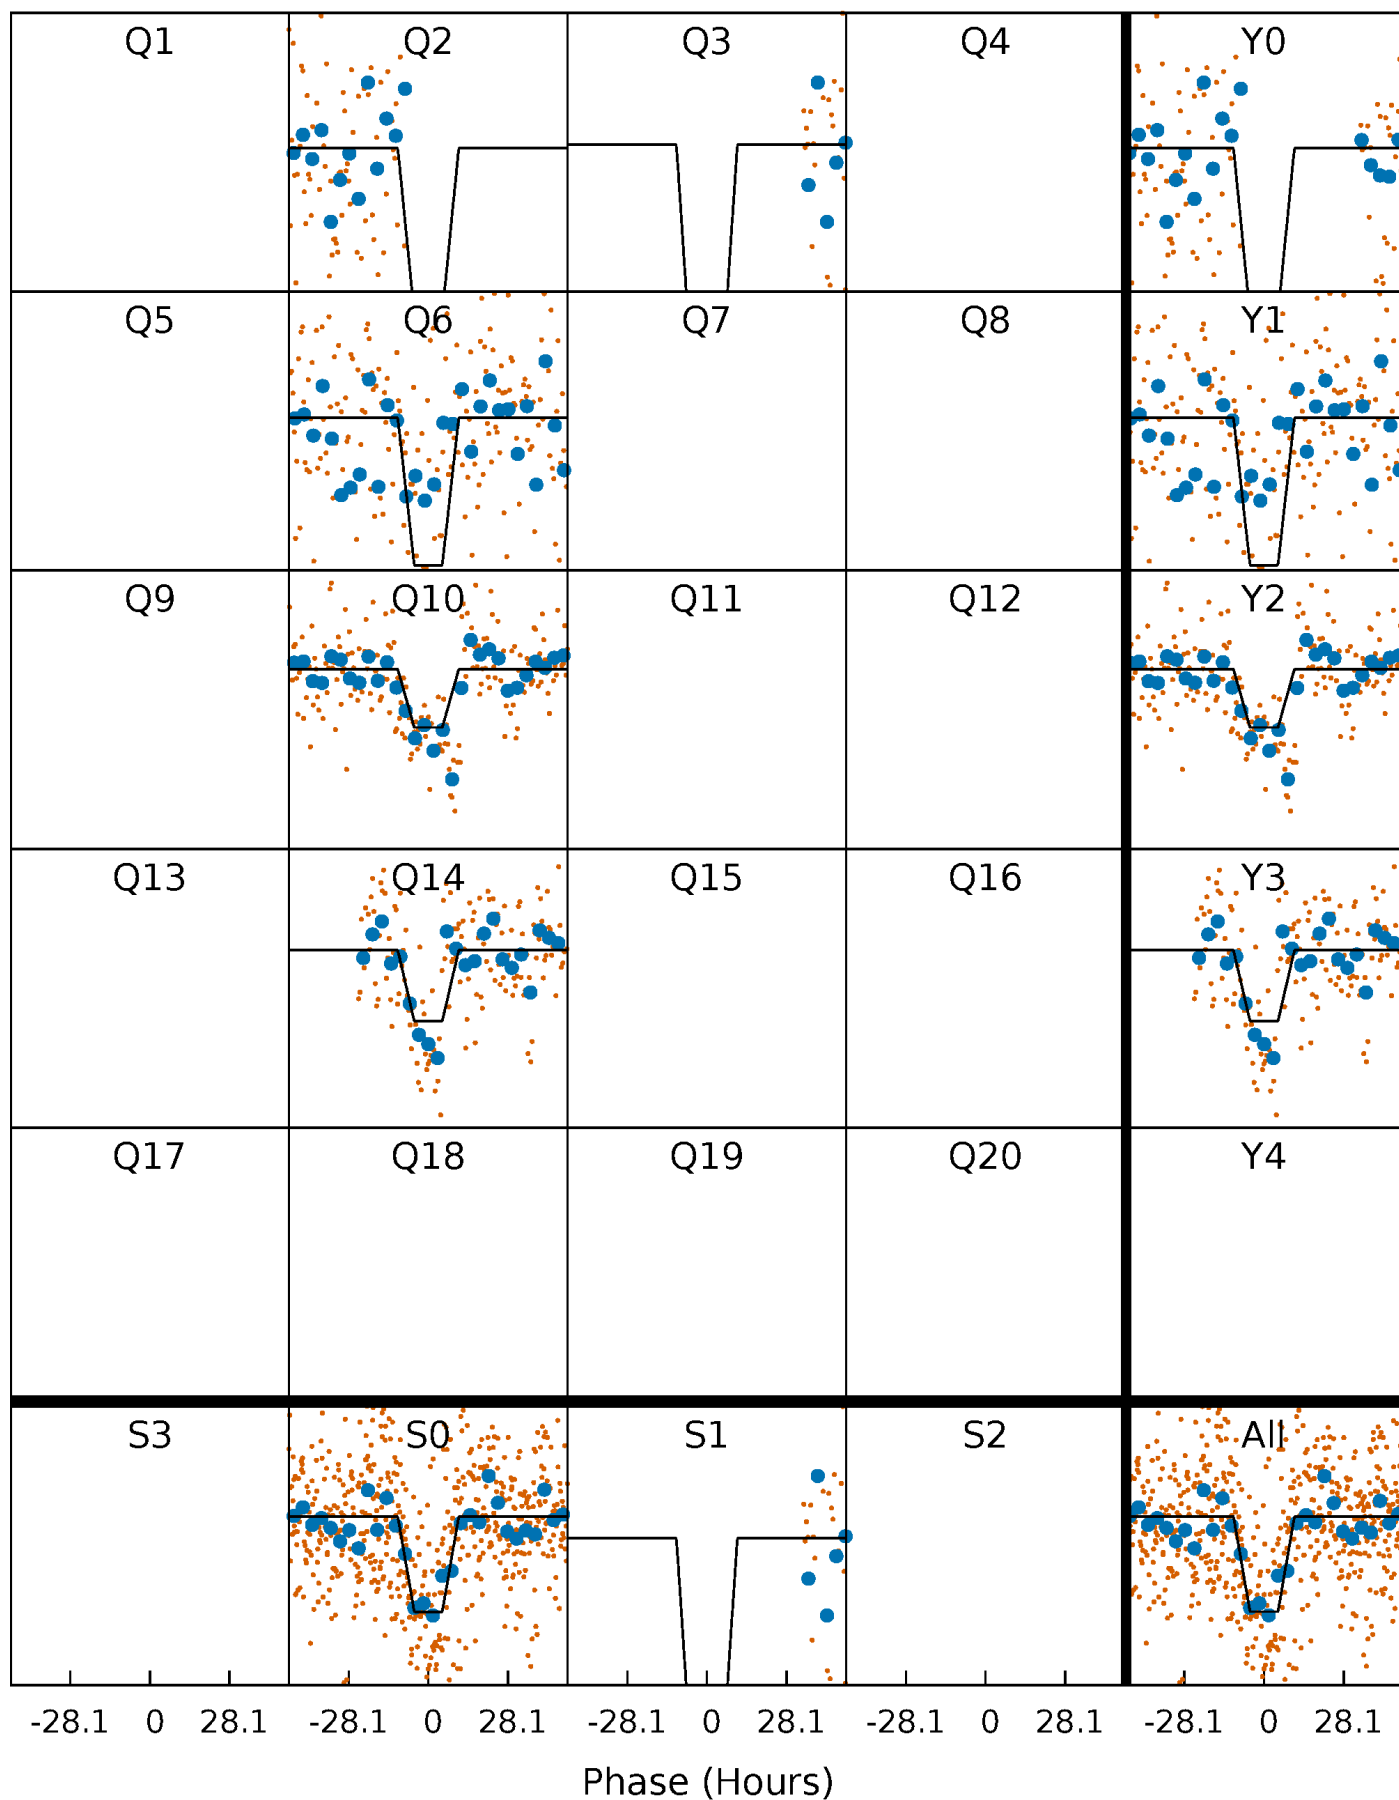 Q1 Q2 Q3 Q4 Y0
Q5 Q6 Q7 Q8 Y1
Q9 Q10 Q11 Q12 Y2
Q13 Q14 Q15 Q16 Y3
Q17 Q18 Q19 Q20 Y4
S3 S0 S1 S2 All
-28.1 0 28.1 -28.1 0 28.1 -28.1 0 28.1 -28.1 0 28.1 -28.1 0 28.1
Phase (Hours)